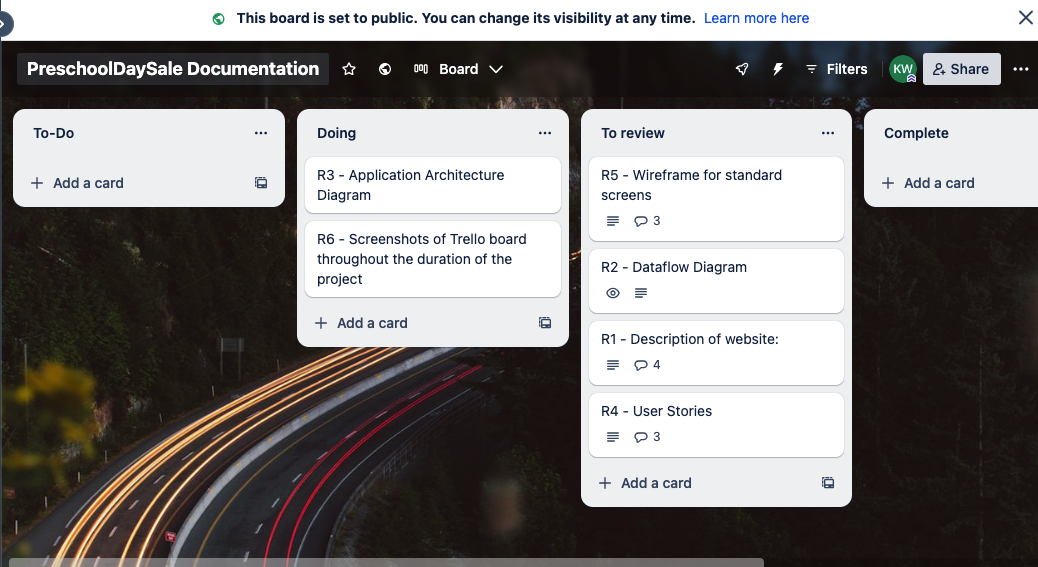 This board is set to public. You can change its visibility at any time. Learn more here
PreschoolDaySale Documentation
Board
Filters
KW
Share
To-Do
Add a card
Doing
R3 - Application Architecture
Diagram
R6 - Screenshots of Trello board
throughout the duration of the
project
Add a card
To review
R5 - Wireframe for standard
screens
3
R2 - Dataflow Diagram
R1 - Description of website:
4
R4 - User Stories
3
Add a card
Complete
Add a card